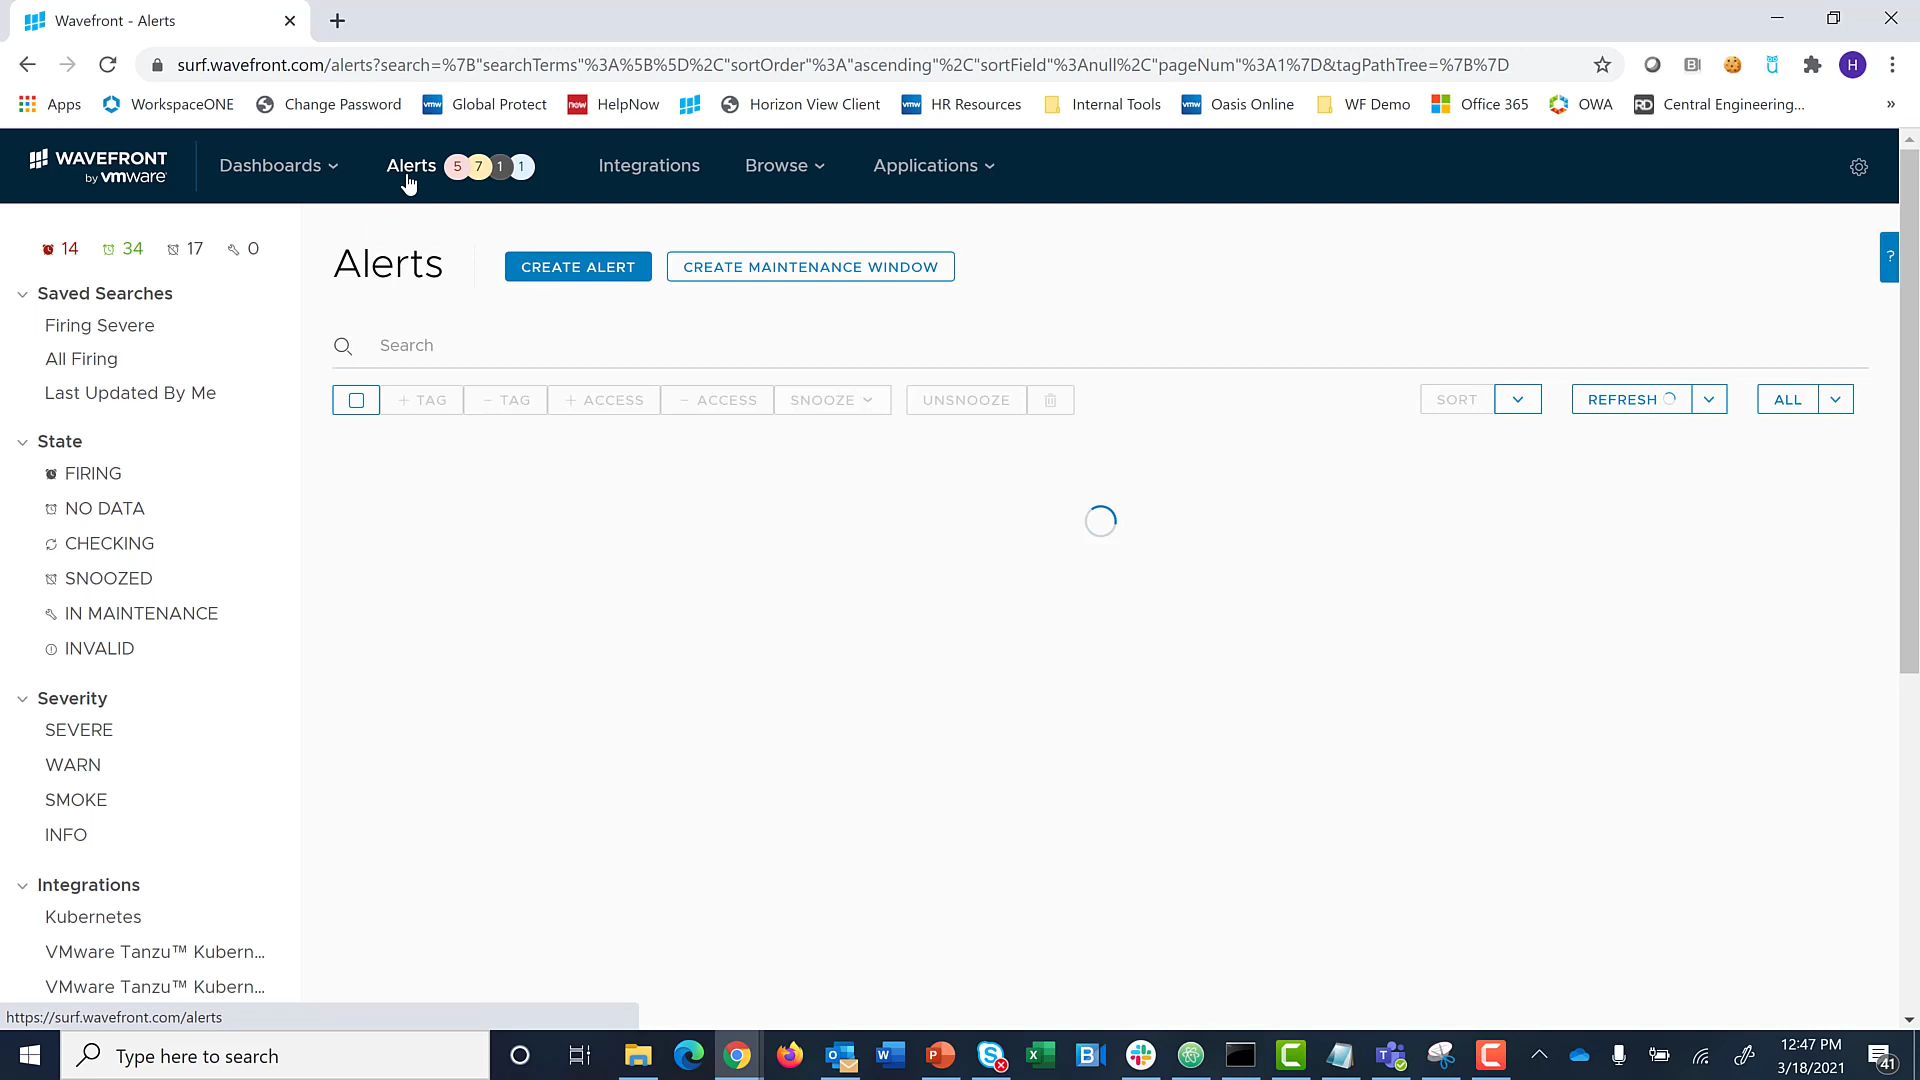 Wavefront - Alerts
surf.wavefront.com/alerts?search=%7B"searchTerms"%3A%5B%5D%2C"sortOrder"%3A"ascending"%2C"sortField"%3Anull%2C"pageNum"%3A1%7D&tagPathTree=%7B%7D
H
Apps WorkspaceONE Change Password vmw Global Protect now HelpNow Horizon View Client vmw HR Resources Internal Tools vmw Oasis Online WF Demo Office 365 OWA RD Central Engineering... »
WAVEFRONT
by vmware
Dashboards Alerts 5 7 1 1 Integrations Browse Applications
14 34 17 0
Saved Searches
Firing Severe
All Firing
Last Updated By Me
State
FIRING
NO DATA
CHECKING
SNOOZED
IN MAINTENANCE
INVALID
Severity
SEVERE
WARN
SMOKE
INFO
Integrations
Kubernetes
VMware Tanzu™ Kubern...
VMware Tanzu™ Kubern...
Alerts CREATE ALERT CREATE MAINTENANCE WINDOW
?
Search
+ TAG − TAG + ACCESS − ACCESS SNOOZE UNSNOOZE SORT REFRESH ALL
https://surf.wavefront.com/alerts
Type here to search
12:47 PM
3/18/2021
41